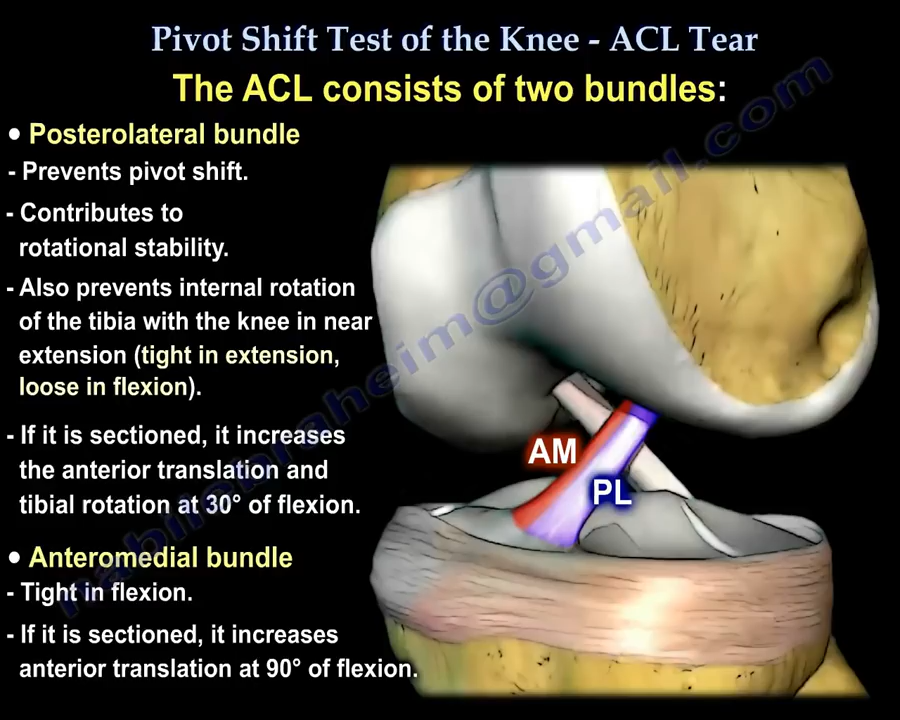 Pivot Shift Test of the Knee - ACL Tear
The ACL consists of two bundles:
• Posterolateral bundle
- Prevents pivot shift.
- Contributes to
rotational stability.
- Also prevents internal rotation
of the tibia with the knee in near
extension (tight in extension,
loose in flexion).
- If it is sectioned, it increases
the anterior translation and
tibial rotation at 30° of flexion.
• Anteromedial bundle
- Tight in flexion.
- If it is sectioned, it increases
anterior translation at 90° of flexion.
AM
PL
nabilebraheim@gmail.com